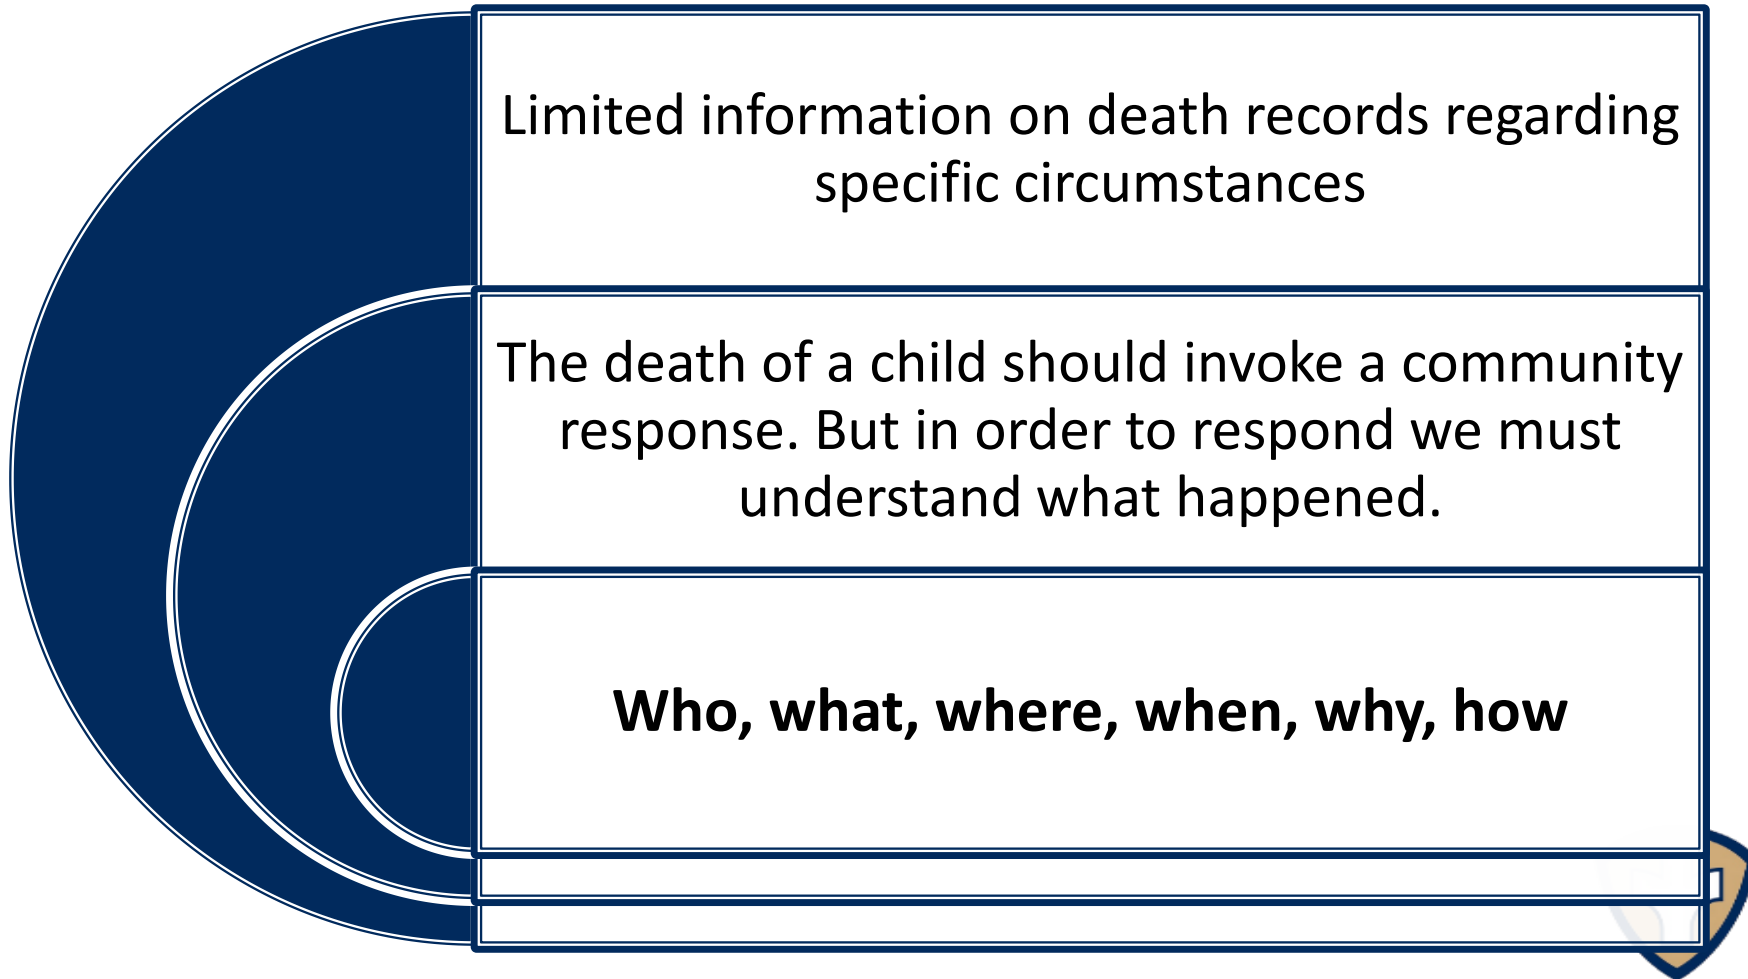 Limited information on death records regarding
specific circumstances
The death of a child should invoke a community
response. But in order to respond we must
understand what happened.
Who, what, where, when, why, how